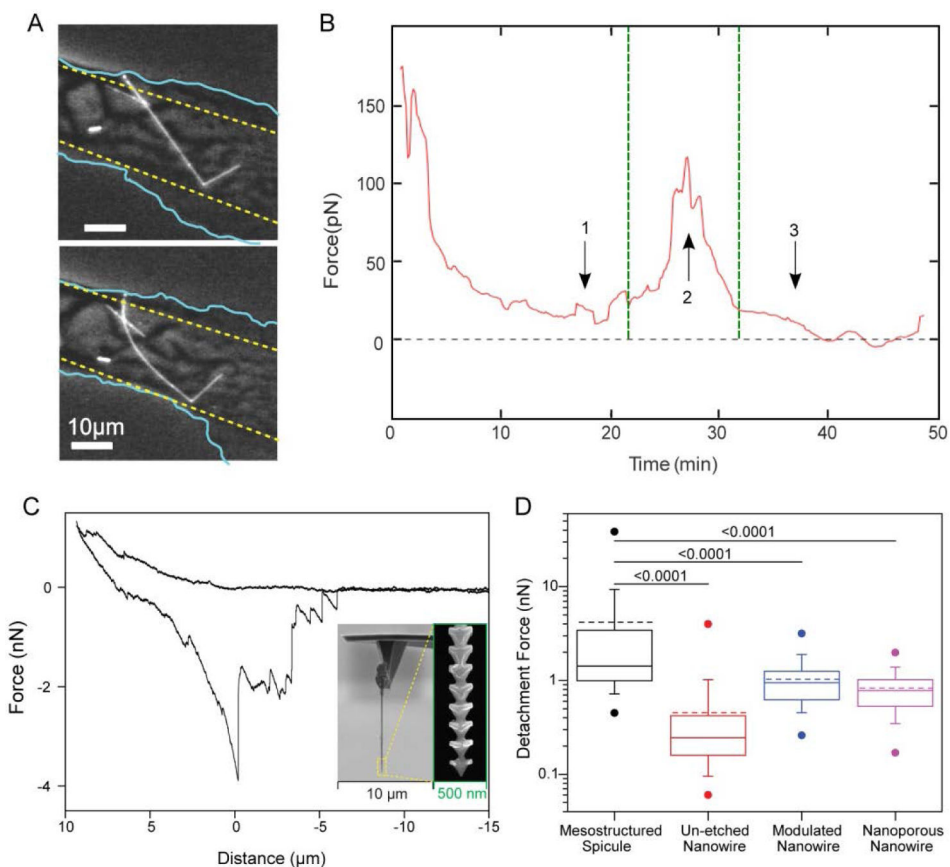 A
10μm
B
Force(pN)
150
100
50
0
1
2
3
0
10
20
30
40
50
Time (min)
C
Force (nN)
0
-2
-4
10
5
0
-5
-10
-15
Distance (μm)
10 μm
500 nm
D
Detachment Force (nN)
10
1
0.1
<0.0001
<0.0001
<0.0001
Mesostructured
Spicule
Un-etched
Nanowire
Modulated
Nanowire
Nanoporous
Nanowire